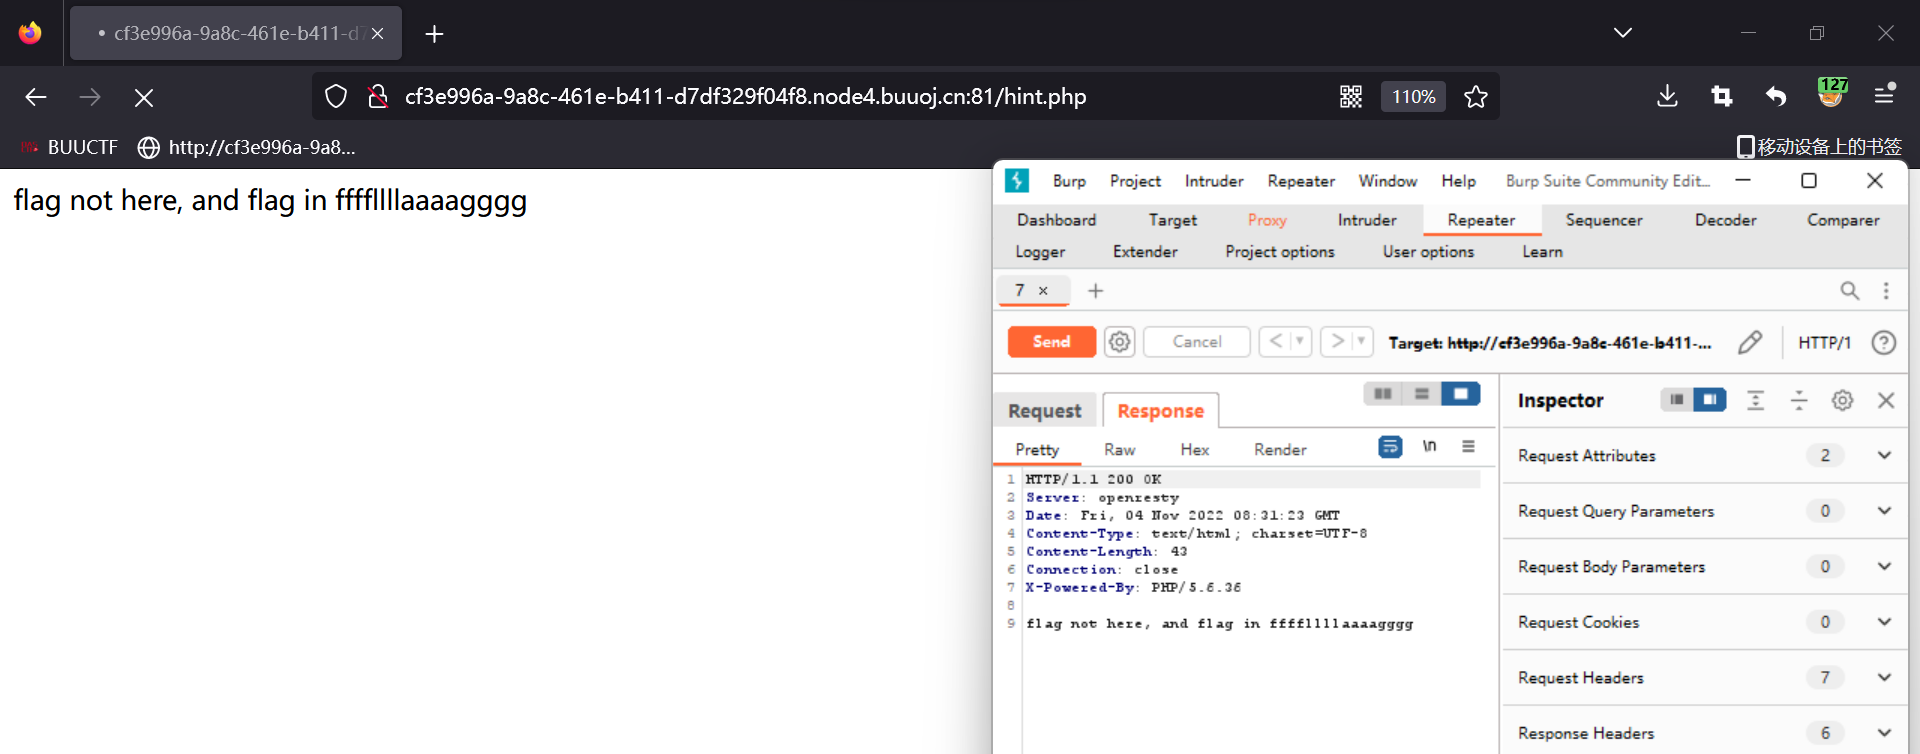 cf3e996a-9a8c-461e-b411-d7
cf3e996a-9a8c-461e-b411-d7df329f04f8.node4.buuoj.cn:81/hint.php
110%
127
BUUCTF http://cf3e996a-9a8...
移动设备上的书签
flag not here, and flag in ffffllllaaaagggg
Burp Project Intruder Repeater Window Help Burp Suite Community Edit...
Dashboard Target Proxy Intruder Repeater Sequencer Decoder Comparer
Logger Extender Project options User options Learn
7
Send Cancel Target: http://cf3e996a-9a8c-461e-b411-... HTTP/1
Request Response
Pretty Raw Hex Render \n
1 HTTP/1.1 200 OK
2 Server: openresty
3 Date: Fri, 04 Nov 2022 08:31:23 GMT
4 Content-Type: text/html; charset=UTF-8
5 Content-Length: 43
6 Connection: close
7 X-Powered-By: PHP/5.6.36
8
9 flag not here, and flag in ffffllllaaaagggg
Inspector
Request Attributes 2
Request Query Parameters 0
Request Body Parameters 0
Request Cookies 0
Request Headers 7
Response Headers 6